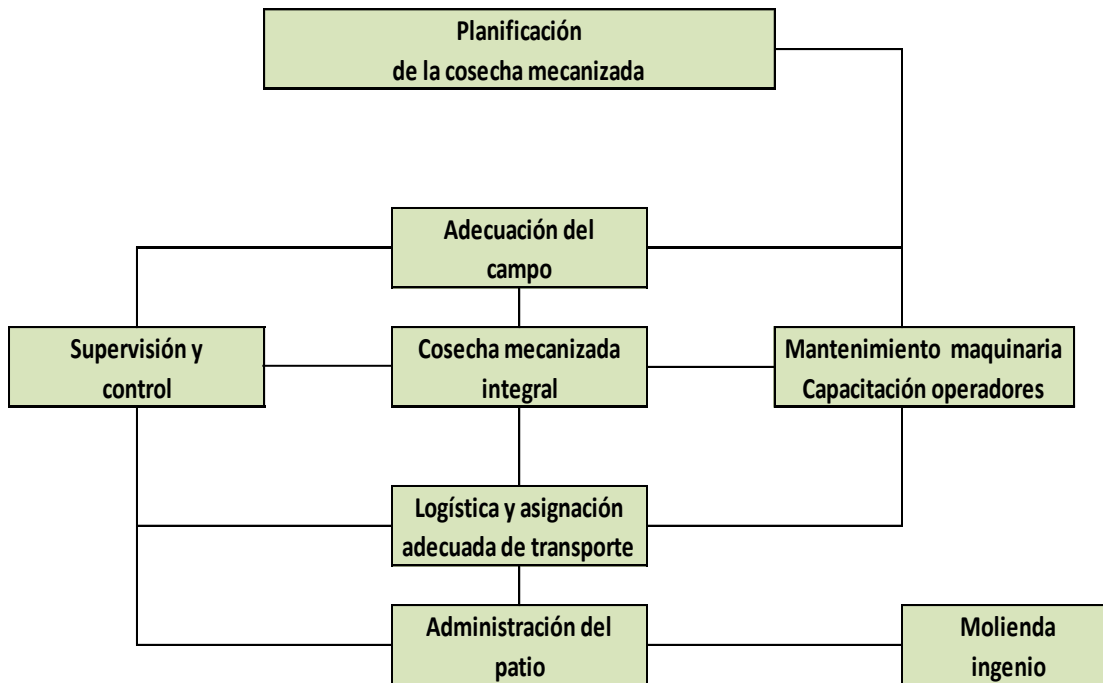 Planificación
de la cosecha mecanizada
Adecuación del
campo
Supervisión y
control
Cosecha mecanizada
integral
Mantenimiento maquinaria
Capacitación operadores
Logística y asignación
adecuada de transporte
Administración del
patio
Molienda
ingenio